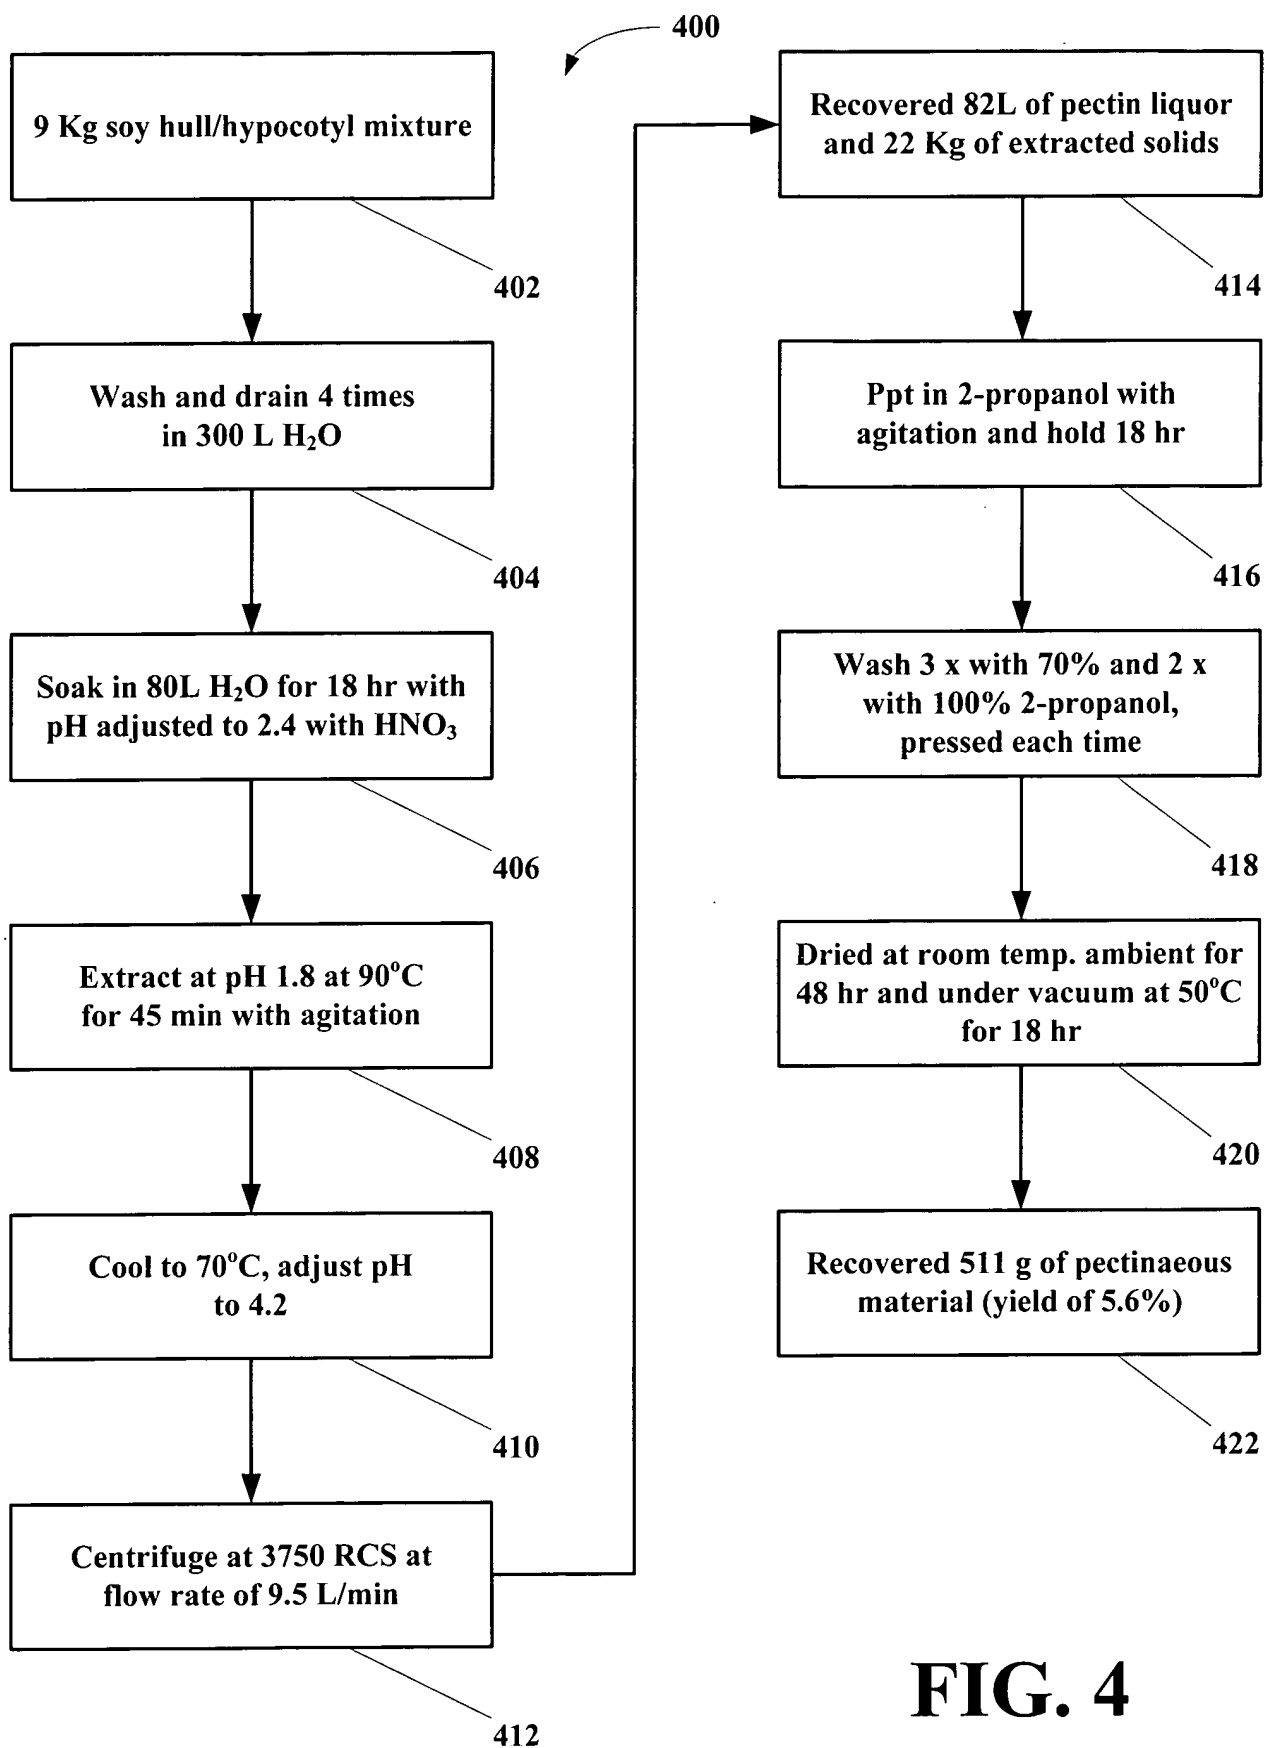 400
9 Kg soy hull/hypocotyl mixture
402
Wash and drain 4 times
in 300 L H₂O
404
Soak in 80L H₂O for 18 hr with
pH adjusted to 2.4 with HNO₃
406
Extract at pH 1.8 at 90°C
for 45 min with agitation
408
Cool to 70°C, adjust pH
to 4.2
410
Centrifuge at 3750 RCS at
flow rate of 9.5 L/min
412
Recovered 82L of pectin liquor
and 22 Kg of extracted solids
414
Ppt in 2-propanol with
agitation and hold 18 hr
416
Wash 3 x with 70% and 2 x
with 100% 2-propanol,
pressed each time
418
Dried at room temp. ambient for
48 hr and under vacuum at 50°C
for 18 hr
420
Recovered 511 g of pectinaeous
material (yield of 5.6%)
422
FIG. 4